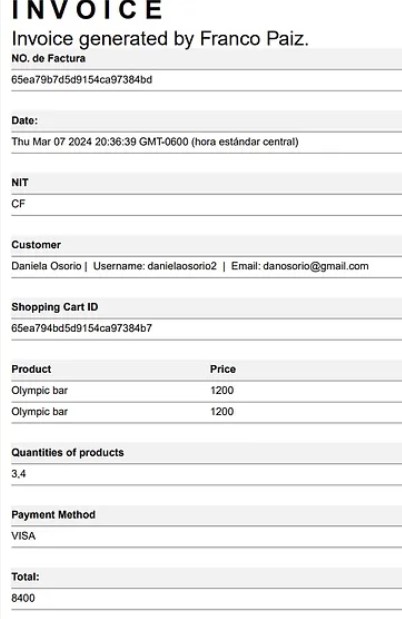 INVOICE
Invoice generated by Franco Paiz.
NO. de Factura
65ea79b7d5d9154ca97384bd
Date:
Thu Mar 07 2024 20:36:39 GMT-0600 (hora estándar central)
NIT
CF
Customer
Daniela Osorio | Username: danielaosorio2 | Email: danosorio@gmail.com
Shopping Cart ID
65ea794bd5d9154ca97384b7
Product Price
Olympic bar 1200
Olympic bar 1200
Quantities of products
3,4
Payment Method
VISA
Total:
8400